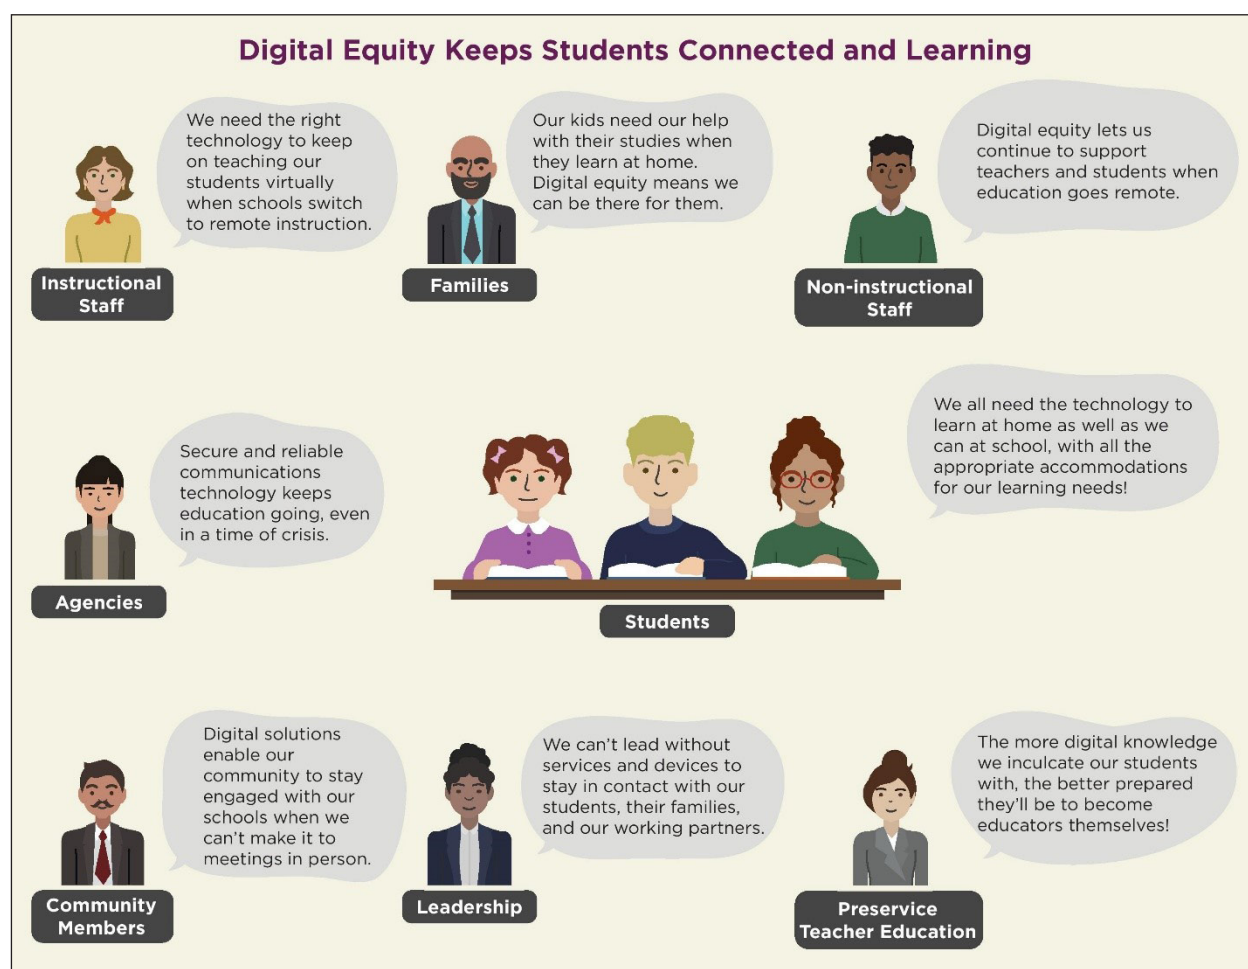 Digital Equity Keeps Students Connected and Learning
We need the right
technology to keep
on teaching our
students virtually
when schools switch
to remote instruction.
Instructional
Staff
Our kids need our help
with their studies when
they learn at home.
Digital equity means we
can be there for them.
Families
Digital equity lets us
continue to support
teachers and students when
education goes remote.
Non-instructional
Staff
Secure and reliable
communications
technology keeps
education going, even
in a time of crisis.
Agencies
We all need the technology to
learn at home as well as we
can at school, with all the
appropriate accommodations
for our learning needs!
Students
Digital solutions
enable our
community to stay
engaged with our
schools when we
can't make it to
meetings in person.
Community
Members
We can't lead without
services and devices to
stay in contact with our
students, their families,
and our working partners.
Leadership
The more digital knowledge
we inculcate our students
with, the better prepared
they'll be to become
educators themselves!
Preservice
Teacher Education